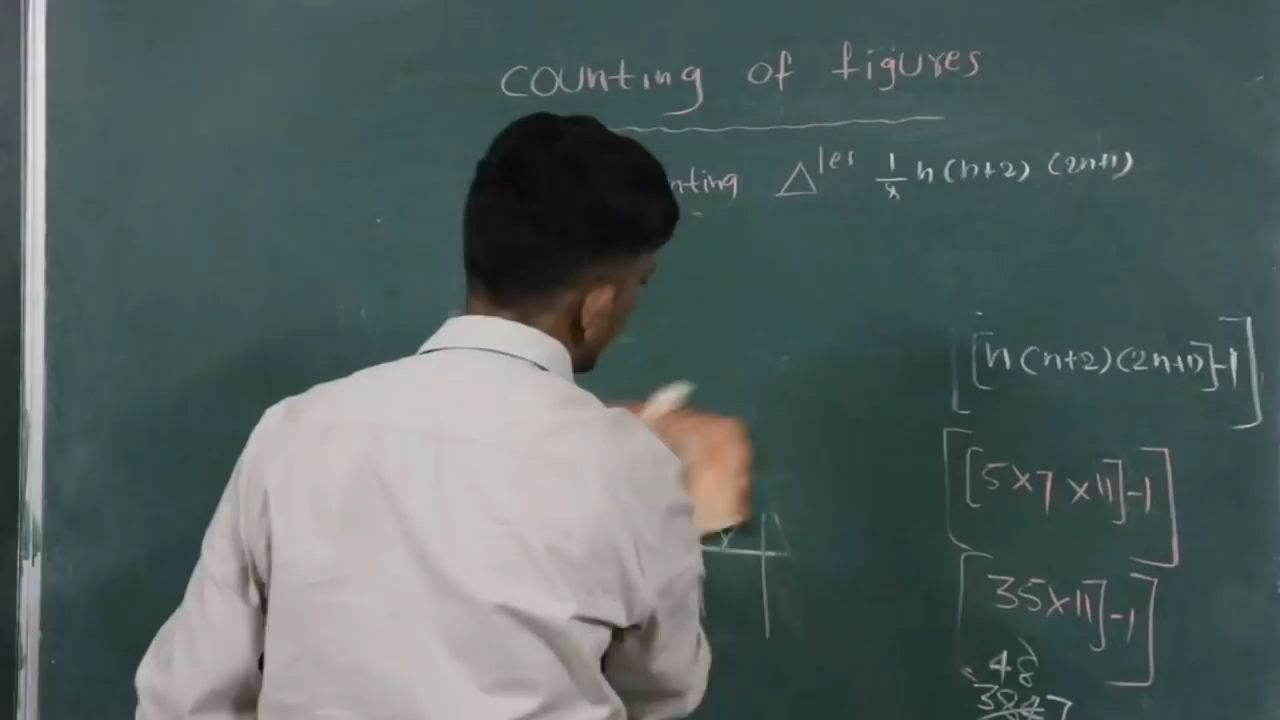 counting of figures
nting △les 1/8 n(n+2) (2n+1)
[[n(n+2)(2n+1)]-1]
[[5×7×11]-1]
[35×11]-1]
48